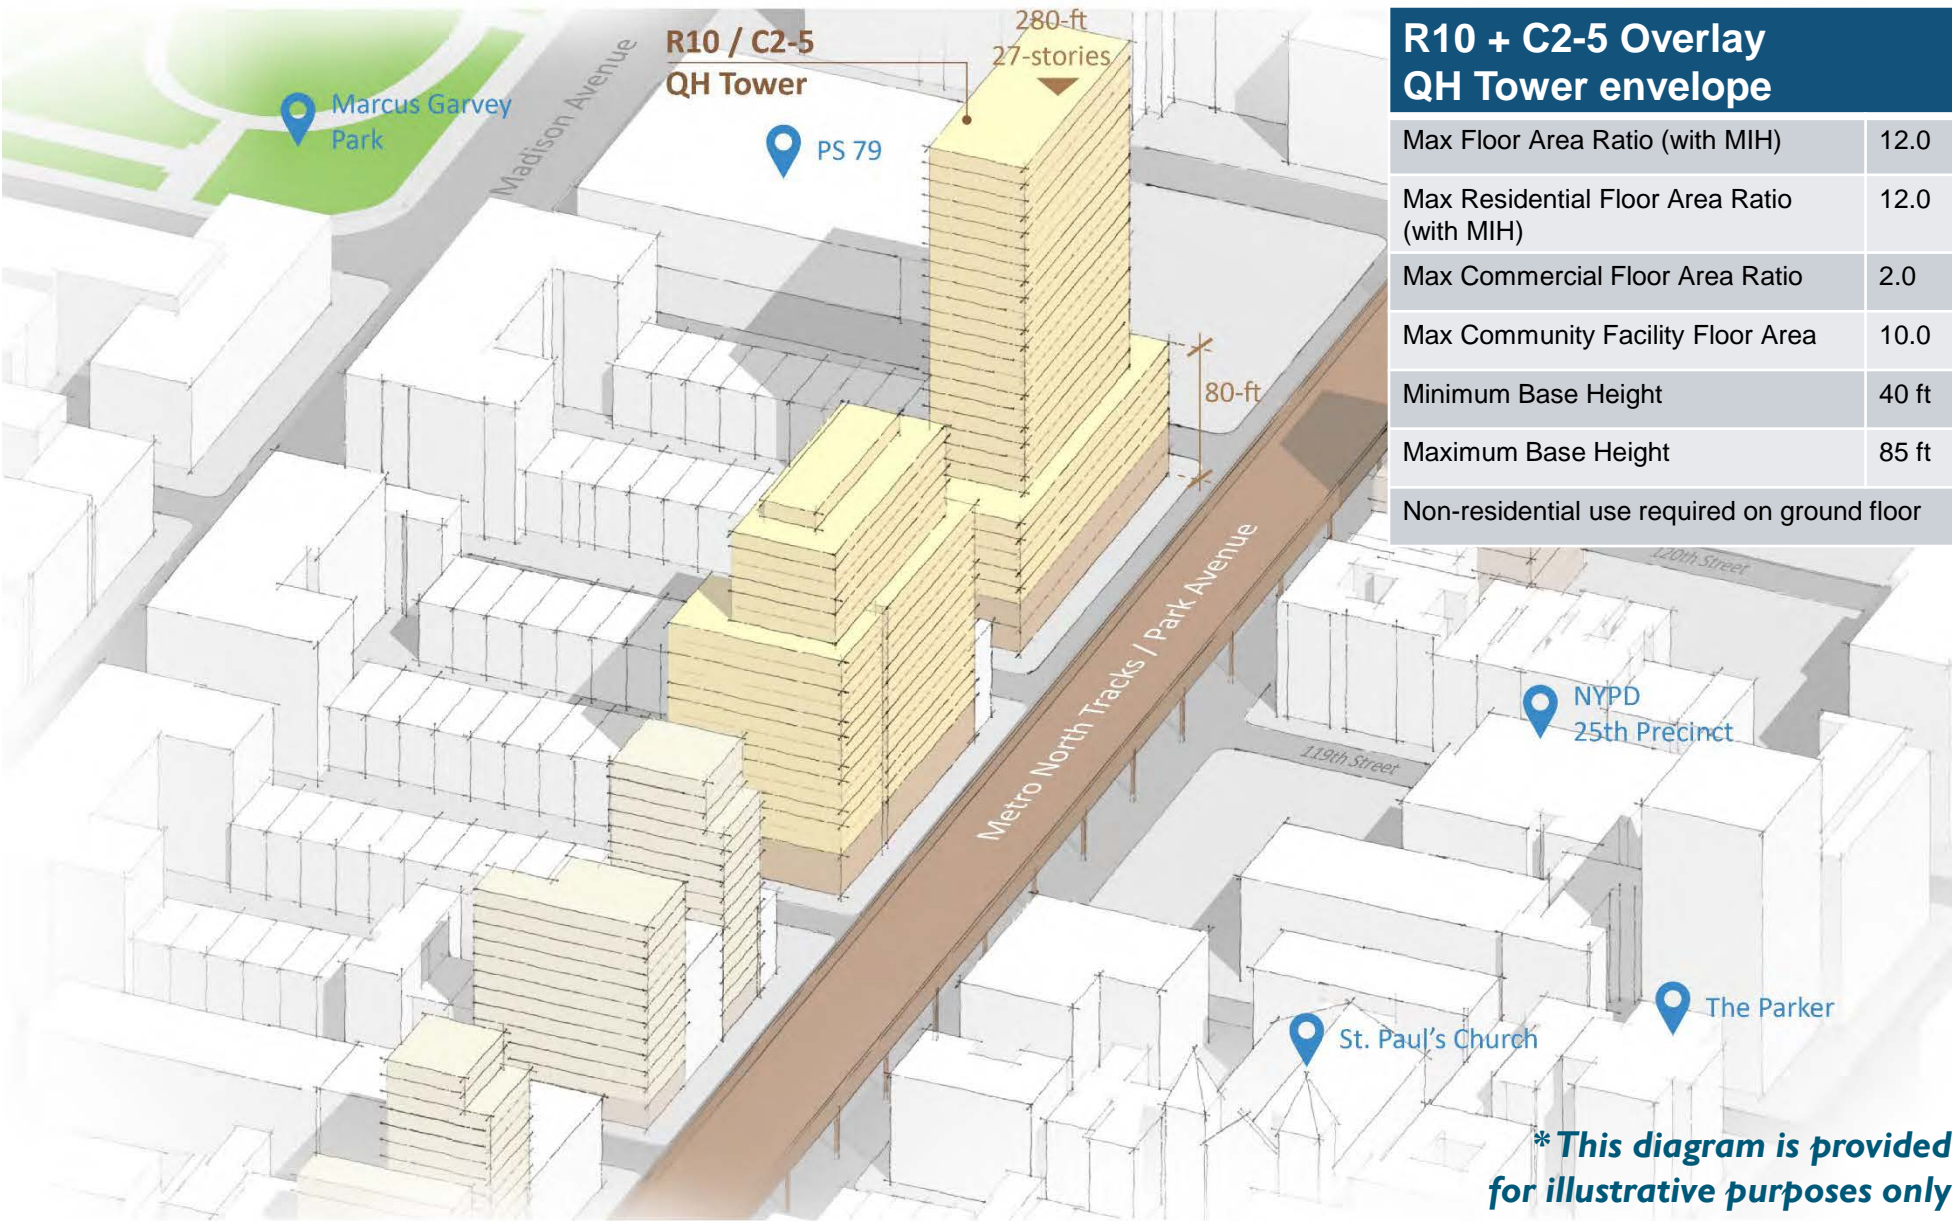 280-ft
27-stories
R10 / C2-5
QH Tower
Marcus Garvey
Park
Madison Avenue
PS 79
80-ft
Metro North Tracks / Park Avenue
120th Street
119th Street
NYPD
25th Precinct
St. Paul's Church
The Parker
R10 + C2-5 Overlay
QH Tower envelope
Max Floor Area Ratio (with MIH) 12.0
Max Residential Floor Area Ratio 12.0
(with MIH)
Max Commercial Floor Area Ratio 2.0
Max Community Facility Floor Area 10.0
Minimum Base Height 40 ft
Maximum Base Height 85 ft
Non-residential use required on ground floor
* This diagram is provided
for illustrative purposes only